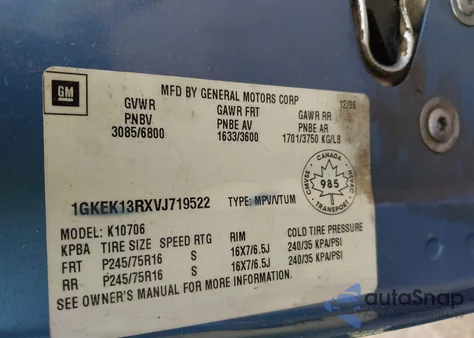 GM
MFD BY GENERAL MOTORS CORP 12/96
GVWR GAWR FRT GAWR RR
PNBV PNBE AV PNBE AR
3085/6800 1633/3600 1701/3750 KG/LB
CANADA
CMVSS NSVAC
985
TRANSPORT
1GKEK13RXVJ719522 TYPE: MPV/VTUM
MODEL: K10706
KPBA TIRE SIZE SPEED RTG RIM COLD TIRE PRESSURE
FRT P245/75R16 S 16X7/6.5J 240/35 KPA/PSI
RR P245/75R16 S 16X7/6.5J 240/35 KPA/PSI
SEE OWNER'S MANUAL FOR MORE INFORMATION.
autoSnap